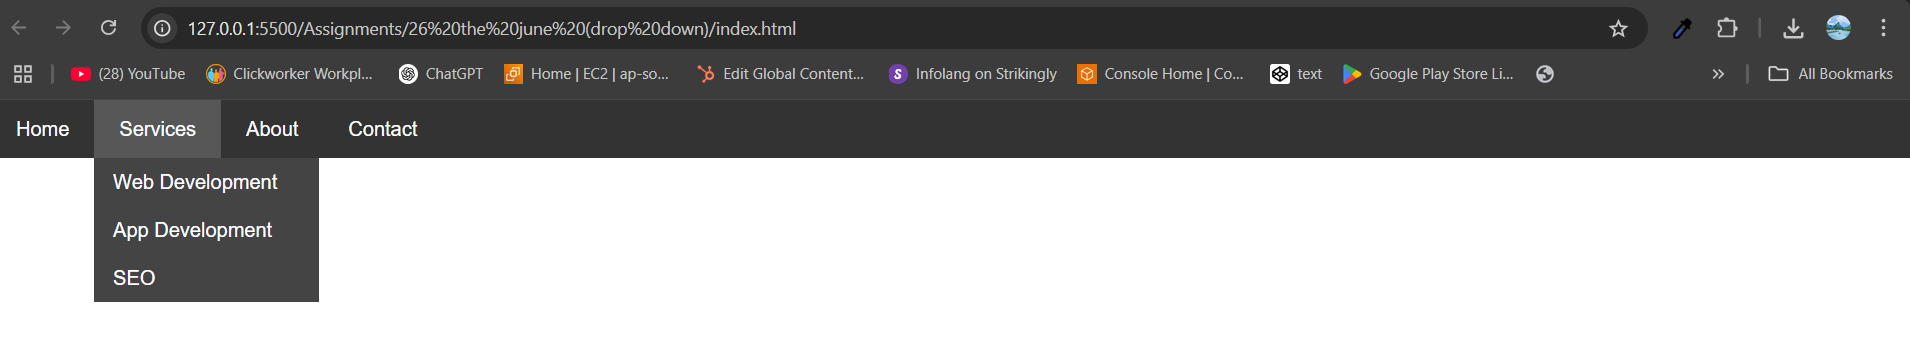 127.0.0.1:5500/Assignments/26%20the%20june%20(drop%20down)/index.html
(28) YouTube Clickworker Workpl... ChatGPT Home | EC2 | ap-so... Edit Global Content... Infolang on Strikingly Console Home | Co... text Google Play Store Li... » All Bookmarks
Home Services About Contact
Web Development
App Development
SEO